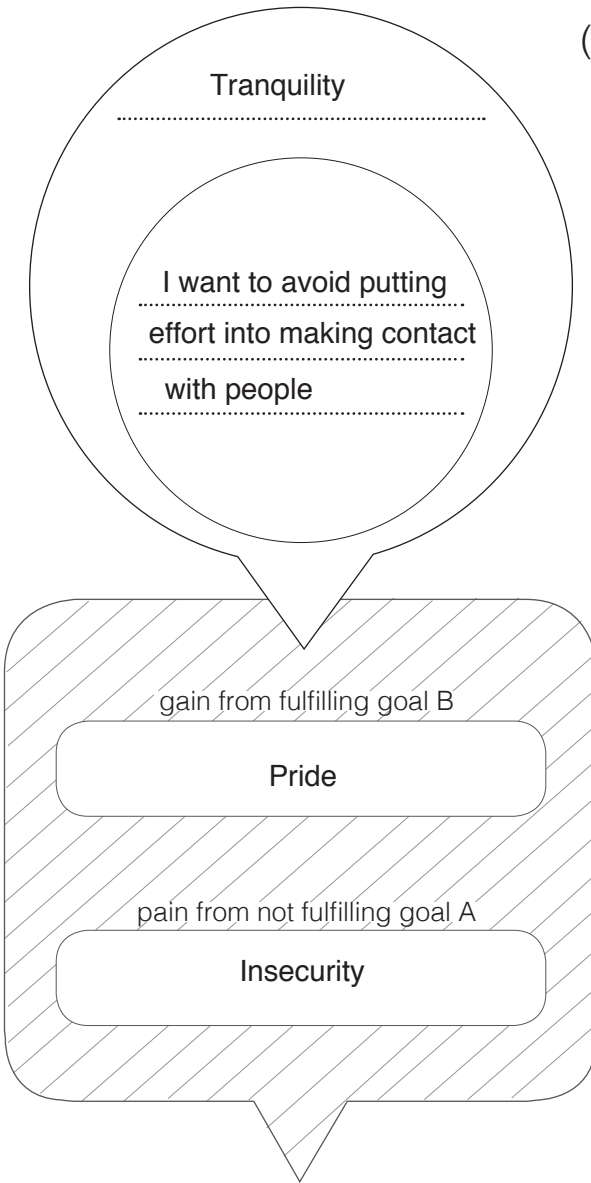 (
Tranquility
I want to avoid putting
effort into making contact
with people
gain from fulfilling goal B
Pride
pain from not fulfilling goal A
Insecurity